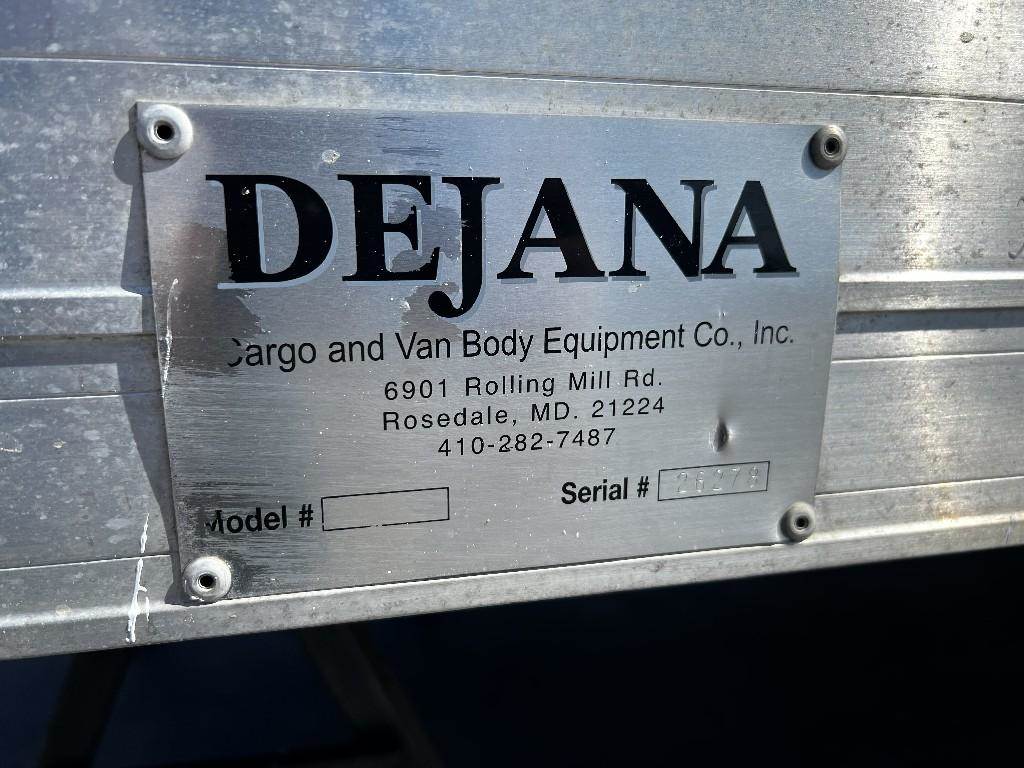 DEJANA
Cargo and Van Body Equipment Co., Inc.
6901 Rolling Mill Rd.
Rosedale, MD. 21224
410-282-7487
Model #
Serial # 26278